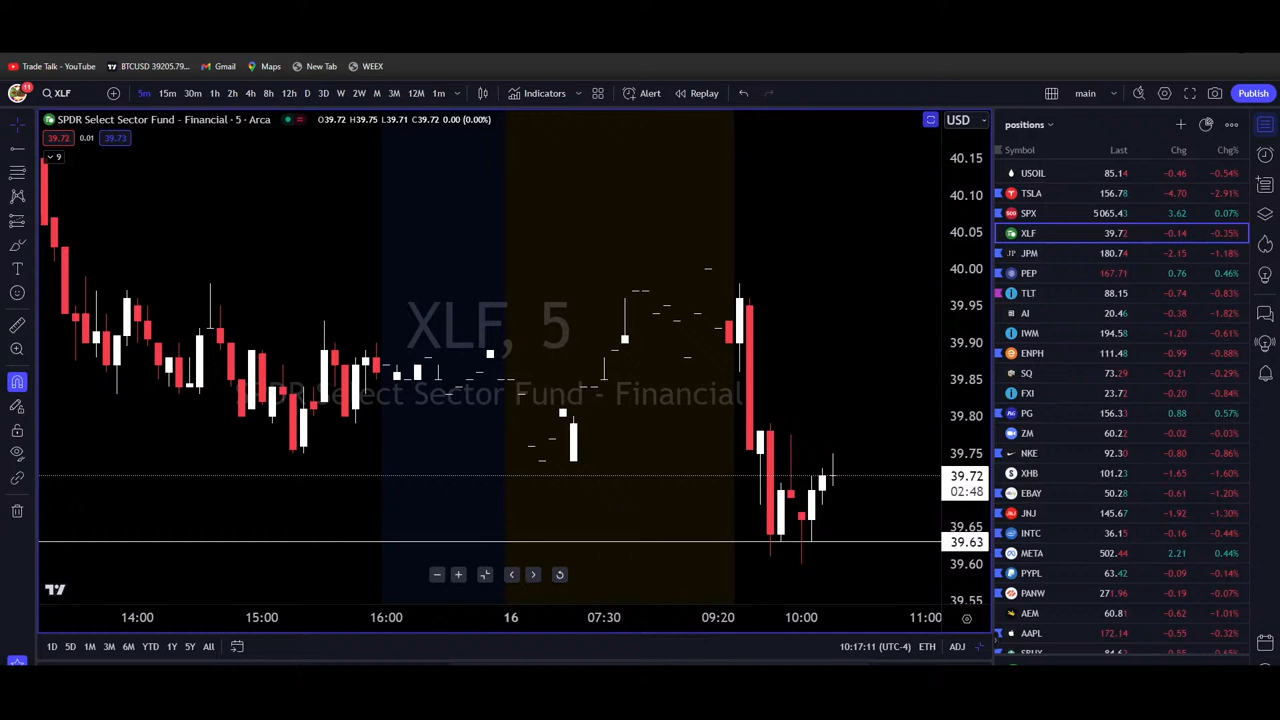 Trade Talk - YouTube BTCUSD 39205.79... Gmail Maps New Tab WEEX
11 XLF 5m 15m 30m 1h 2h 4h 8h 12h D 3D W 2W M 3M 12M 1m Indicators Alert Replay main Publish
SPDR Select Sector Fund - Financial · 5 · Arca O39.72 H39.75 L39.71 C39.72 0.00 (0.00%) USD
39.72 0.01 39.73
9
XLF, 5
SPDR Select Sector Fund - Financial
40.15
40.10
40.05
40.00
39.95
39.90
39.85
39.80
39.75
39.72
02:48
39.65
39.63
39.60
39.55
14:00 15:00 16:00 16 07:30 09:20 10:00 11:00
1D 5D 1M 3M 6M YTD 1Y 5Y All 10:17:11 (UTC-4) ETH ADJ
positions
Symbol Last Chg Chg%
USOIL 85.14 −0.46 −0.54%
TSLA 156.78 −4.70 −2.91%
500 SPX 5065.43 3.62 0.07%
XLF 39.72 −0.14 −0.35%
JPM 180.74 −2.15 −1.18%
PEP 167.71 0.76 0.46%
TLT 88.15 −0.74 −0.83%
AI 20.46 −0.38 −1.82%
IWM 194.58 −1.20 −0.61%
ENPH 111.48 −0.99 −0.88%
SQ 73.29 −0.21 −0.29%
FXI 23.72 −0.20 −0.84%
PG 156.33 0.88 0.57%
ZM 60.22 −0.02 −0.03%
NKE 92.30 −0.80 −0.86%
XHB 101.23 −1.65 −1.60%
EBAY 50.28 −0.61 −1.20%
JNJ 145.67 −1.92 −1.30%
INTC 36.15 −0.16 −0.44%
META 502.44 2.21 0.44%
PYPL 63.42 −0.09 −0.14%
PANW 271.96 −0.19 −0.07%
AEM 60.81 −0.62 −1.01%
AAPL 172.14 −0.55 −0.32%